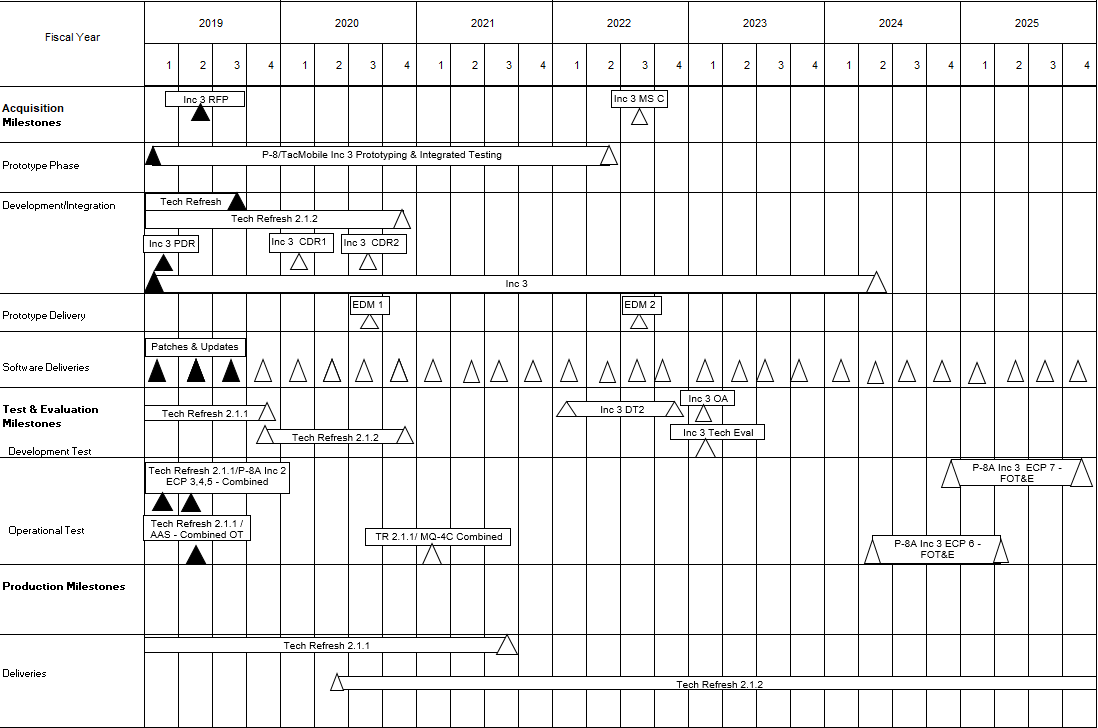 Fiscal Year
2019 2020 2021 2022 2023 2024 2025
1 2 3 4 1 2 3 4 1 2 3 4 1 2 3 4 1 2 3 4 1 2 3 4 1 2 3 4
Acquisition
Milestones
Inc 3 RFP
Inc 3 MS C
Prototype Phase
P-8/TacMobile Inc 3 Prototyping & Integrated Testing
Development/Integration
Tech Refresh
Tech Refresh 2.1.2
Inc 3 PDR
Inc 3 CDR1
Inc 3 CDR2
Inc 3
Prototype Delivery
EDM 1
EDM 2
Software Deliveries
Patches & Updates
Test & Evaluation
Milestones
Development Test
Tech Refresh 2.1.1
Tech Refresh 2.1.2
Inc 3 DT2
Inc 3 OA
Inc 3 Tech Eval
Operational Test
Tech Refresh 2.1.1/P-8A Inc 2
ECP 3,4,5 - Combined
Tech Refresh 2.1.1 /
AAS - Combined OT
TR 2.1.1/ MQ-4C Combined
P-8A Inc 3 ECP 7 -
FOT&E
P-8A Inc 3 ECP 6 -
FOT&E
Production Milestones
Deliveries
Tech Refresh 2.1.1
Tech Refresh 2.1.2